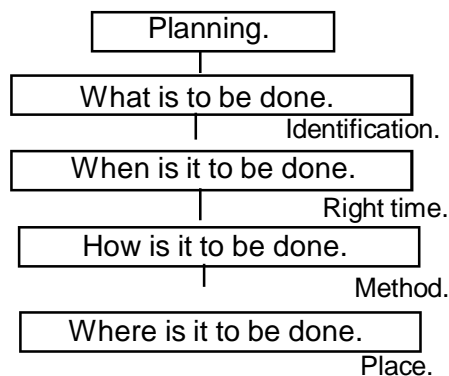 Planning.
What is to be done.
Identification.
When is it to be done.
Right time.
How is it to be done.
Method.
Where is it to be done.
Place.